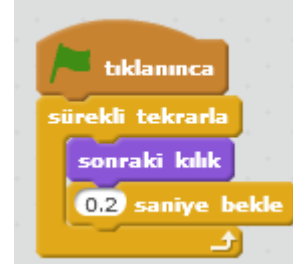 tıklanınca
sürekli tekrarla
sonraki kılık
0.2 saniye bekle